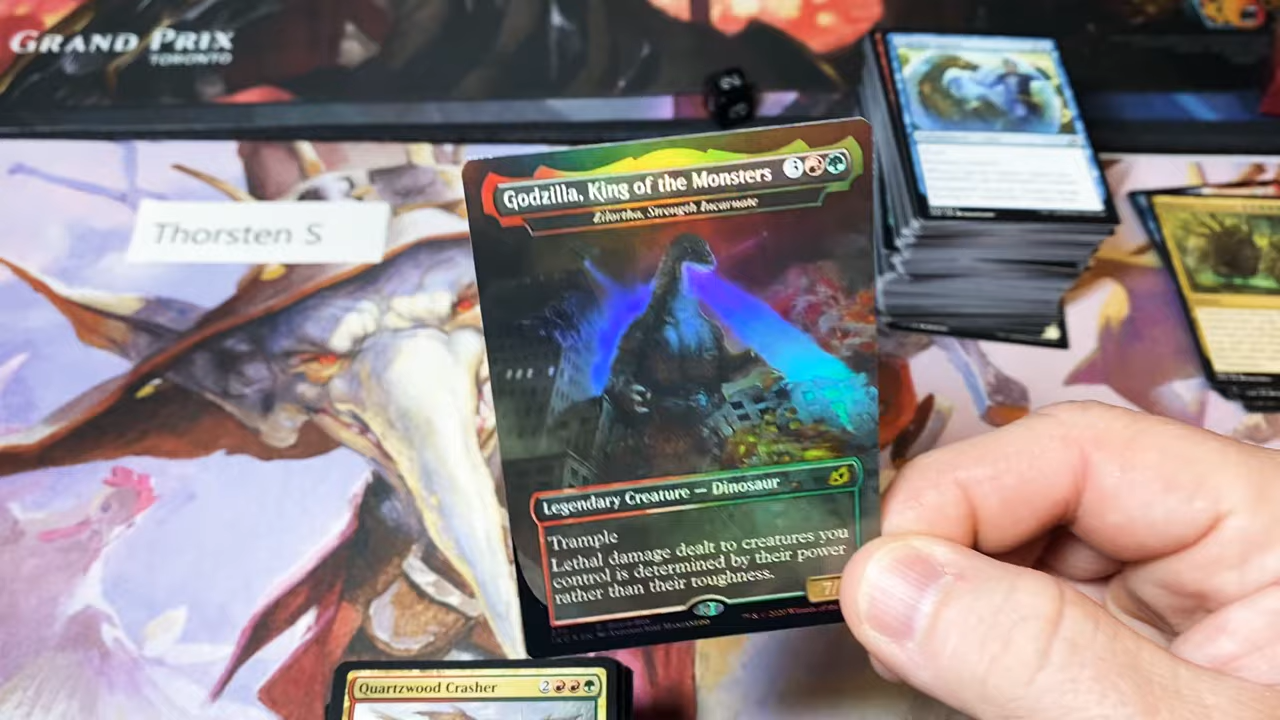 GRAND PRIX
TORONTO
Thorsten S
Godzilla, King of the Monsters
Zilortha, Strength Incarnate
Legendary Creature — Dinosaur
Trample
Lethal damage dealt to creatures you
control is determined by their power
rather than their toughness.
7/
Quartzwood Crasher 2